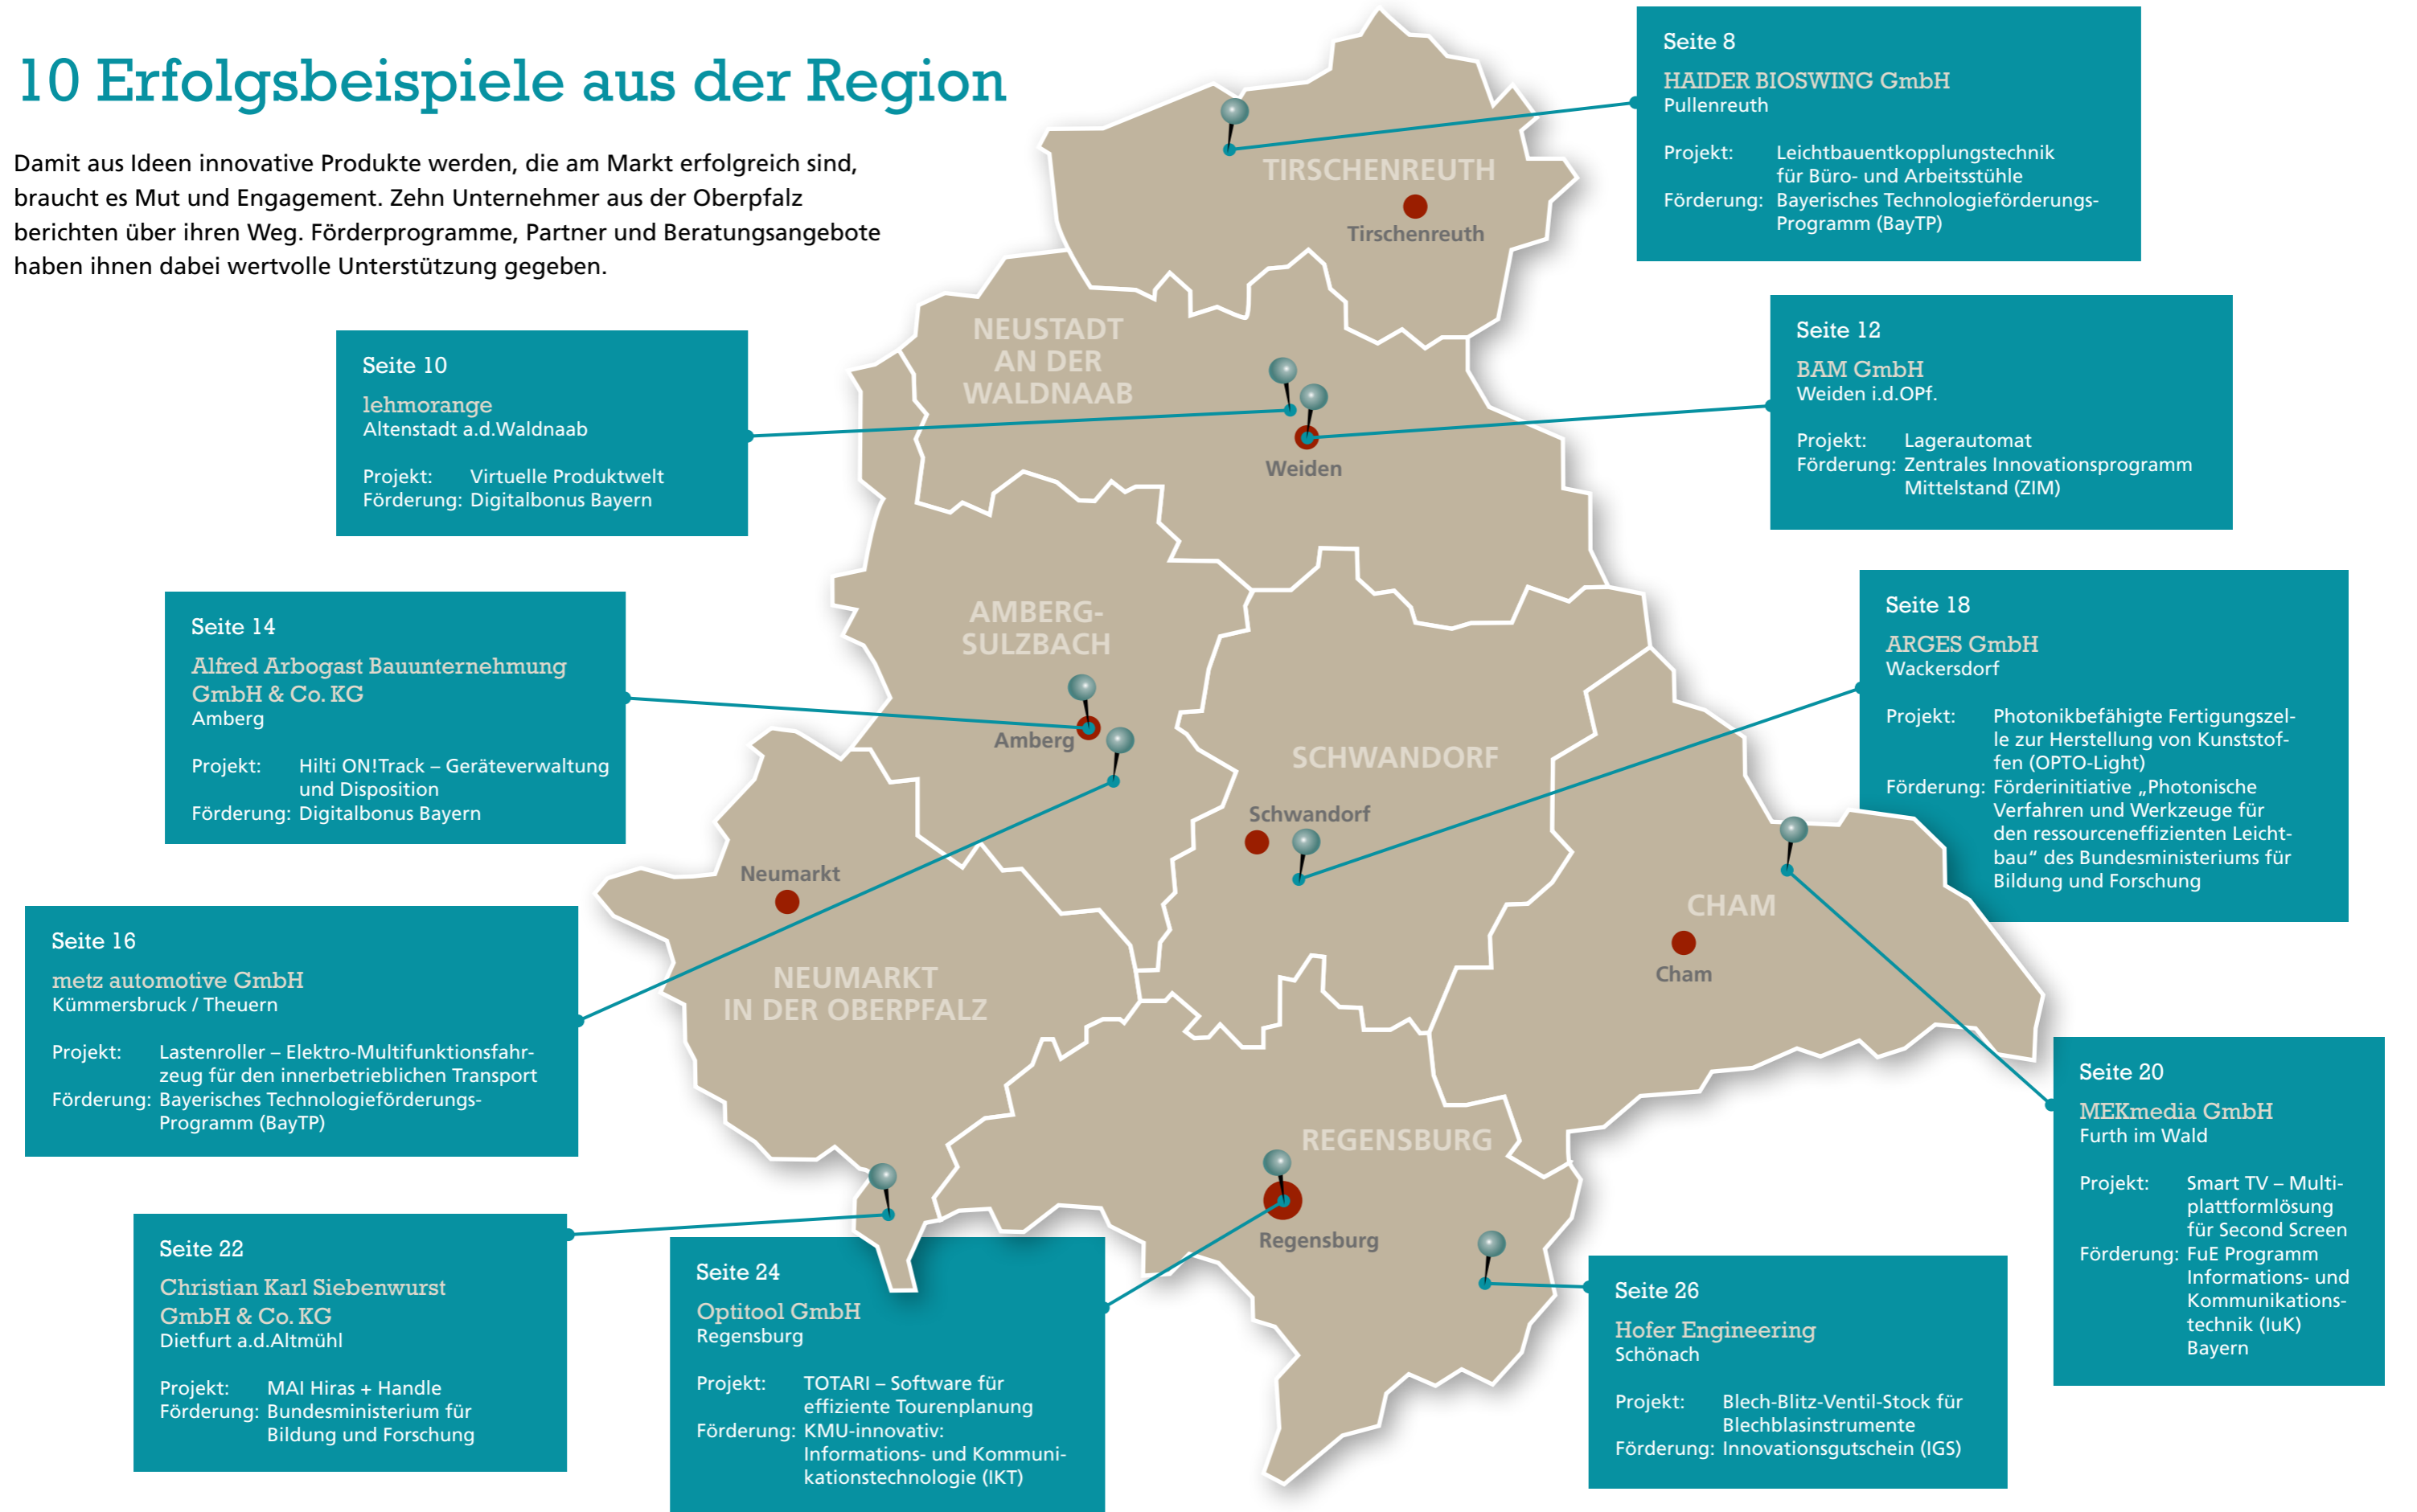 10 Erfolgsbeispiele aus der Region
Damit aus Ideen innovative Produkte werden, die am Markt erfolgreich sind,
braucht es Mut und Engagement. Zehn Unternehmer aus der Oberpfalz
berichten über ihren Weg. Förderprogramme, Partner und Beratungsangebote
haben ihnen dabei wertvolle Unterstützung gegeben.
Seite 8
HAIDER BIOSWING GmbH
Pullenreuth
Projekt: Leichtbauentkopplungstechnik
für Büro- und Arbeitsstühle
Förderung: Bayerisches Technologieförderungs-
Programm (BayTP)
Seite 10
lehmorange
Altenstadt a.d.Waldnaab
Projekt: Virtuelle Produktwelt
Förderung: Digitalbonus Bayern
Seite 12
BAM GmbH
Weiden i.d.OPf.
Projekt: Lagerautomat
Förderung: Zentrales Innovationsprogramm
Mittelstand (ZIM)
Seite 14
Alfred Arbogast Bauunternehmung
GmbH & Co. KG
Amberg
Projekt: Hilti ON!Track – Geräteverwaltung
und Disposition
Förderung: Digitalbonus Bayern
Seite 16
metz automotive GmbH
Kümmersbruck / Theuern
Projekt: Lastenroller – Elektro-Multifunktionsfahr-
zeug für den innerbetrieblichen Transport
Förderung: Bayerisches Technologieförderungs-
Programm (BayTP)
Seite 18
ARGES GmbH
Wackersdorf
Projekt: Photonikbefähigte Fertigungszel-
le zur Herstellung von Kunststof-
fen (OPTO-Light)
Förderung: Förderinitiative „Photonische
Verfahren und Werkzeuge für
den ressourceneffizienten Leicht-
bau“ des Bundesministeriums für
Bildung und Forschung
Seite 20
MEKmedia GmbH
Furth im Wald
Projekt: Smart TV – Multi-
plattformlösung
für Second Screen
Förderung: FuE Programm
Informations- und
Kommunikations-
technik (IuK)
Bayern
Seite 22
Christian Karl Siebenwurst
GmbH & Co. KG
Dietfurt a.d.Altmühl
Projekt: MAI Hiras + Handle
Förderung: Bundesministerium für
Bildung und Forschung
Seite 24
Optitool GmbH
Regensburg
Projekt: TOTARI – Software für
effiziente Tourenplanung
Förderung: KMU-innovativ:
Informations- und Kommuni-
kationstechnologie (IKT)
Seite 26
Hofer Engineering
Schönach
Projekt: Blech-Blitz-Ventil-Stock für
Blechblasinstrumente
Förderung: Innovationsgutschein (IGS)
TIRSCHENREUTH
Tirschenreuth
NEUSTADT
AN DER
WALDNAAB
Weiden
AMBERG-
SULZBACH
Amberg
SCHWANDORF
Schwandorf
Neumarkt
NEUMARKT
IN DER OBERPFALZ
CHAM
Cham
REGENSBURG
Regensburg